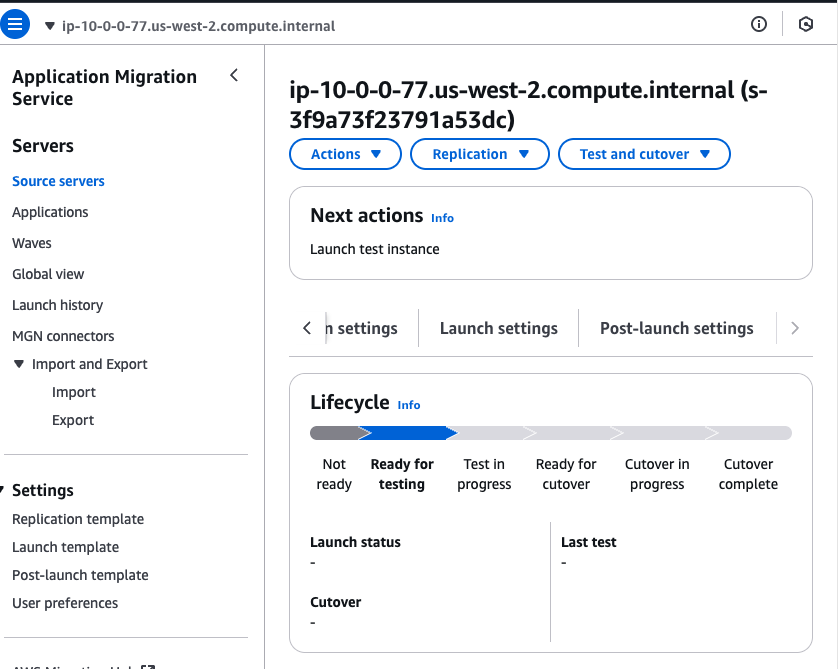 ip-10-0-0-77.us-west-2.compute.internal
Application Migration
Service
Servers
Source servers
Applications
Waves
Global view
Launch history
MGN connectors
Import and Export
Import
Export
Settings
Replication template
Launch template
Post-launch template
User preferences
ip-10-0-0-77.us-west-2.compute.internal (s-
3f9a73f23791a53dc)
Actions
Replication
Test and cutover
Next actions Info
Launch test instance
n settings
Launch settings
Post-launch settings
Lifecycle Info
Not
ready
Ready for
testing
Test in
progress
Ready for
cutover
Cutover in
progress
Cutover
complete
Launch status
-
Last test
-
Cutover
-